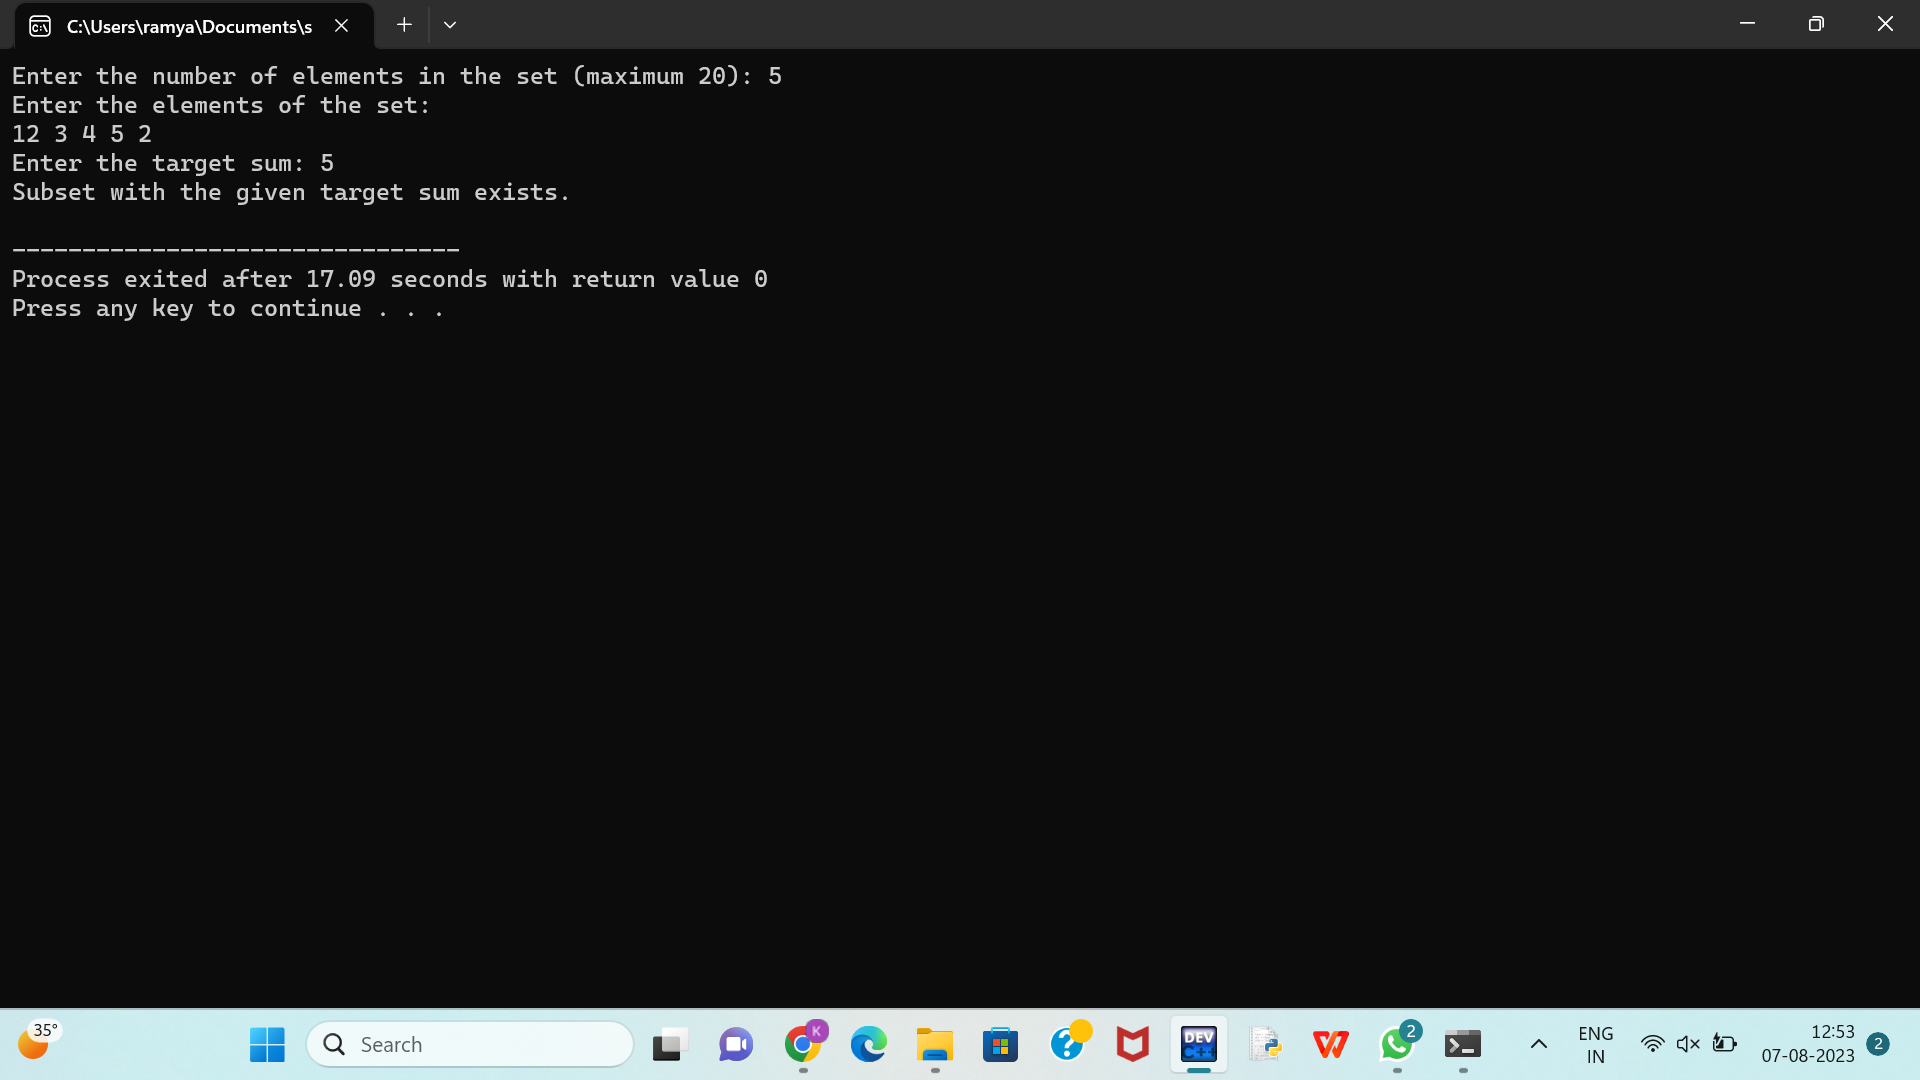 C:\Users\ramya\Documents\s
Enter the number of elements in the set (maximum 20): 5
Enter the elements of the set:
12 3 4 5 2
Enter the target sum: 5
Subset with the given target sum exists.
--------------------------------
Process exited after 17.09 seconds with return value 0
Press any key to continue . . .
35°
Search
K
DEV
C++
2
ENG
IN
12:53
07-08-2023
2